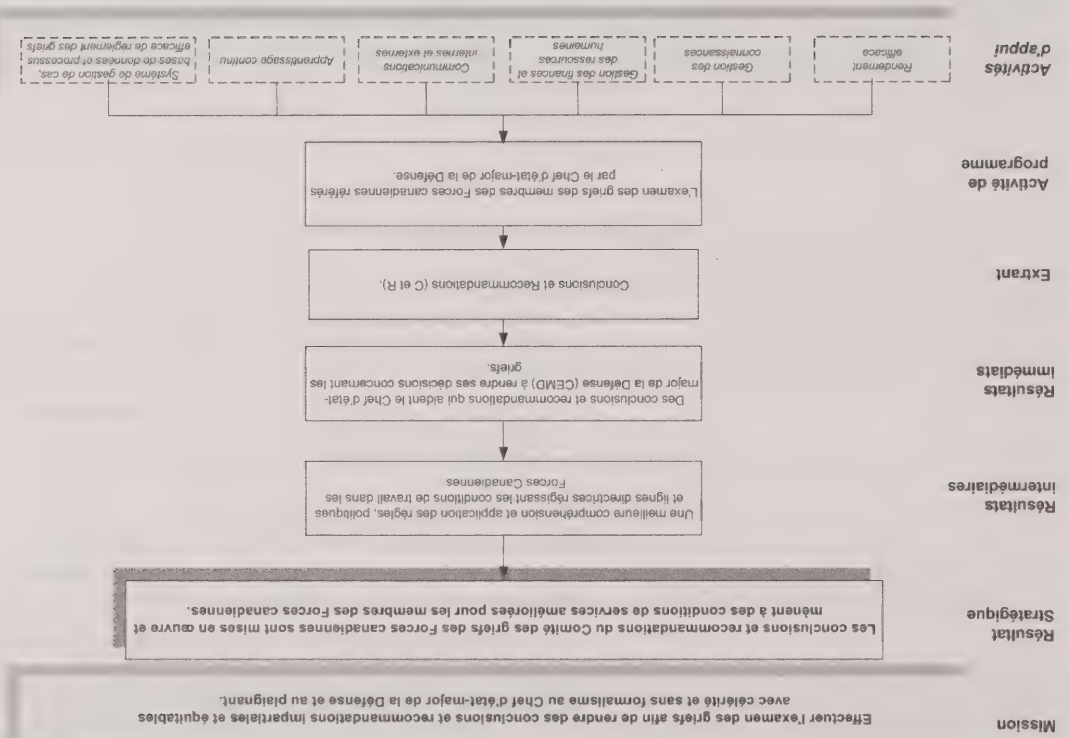 Mission
Effectuer l'examen des griefs afin de rendre des conclusions et recommandations impartiales et équitables
avec célérité et sans formalisme au Chef d'état-major de la Défense et au plaignant.
Résultat
Stratégique
Les conclusions et recommandations du Comité des griefs des Forces canadiennes sont mises en œuvre et
mènent à des conditions de services améliorées pour les membres des Forces canadiennes.
Résultats
intermédiaires
Une meilleure compréhension et application des règles, politiques
et lignes directrices régissant les conditions de travail dans les
Forces Canadiennes
Résultats
immédiats
Des conclusions et recommandations qui aident le Chef d'état-
major de la Défense (CEMD) à rendre ses décisions concernant les
griefs.
Extrant
Conclusions et Recommandations (C et R).
Activité de
programme
L'examen des griefs des membres des Forces canadiennes référés
par le Chef d'état-major de la Défense.
Activités
d'appui
Rendement
efficace
Gestion des
connaissances
Gestion des finances et
des ressources
humaines
Communications
internes et externes
Apprentissage continu
Système de gestion de cas,
bases de données et processus
efficace de règlement des griefs